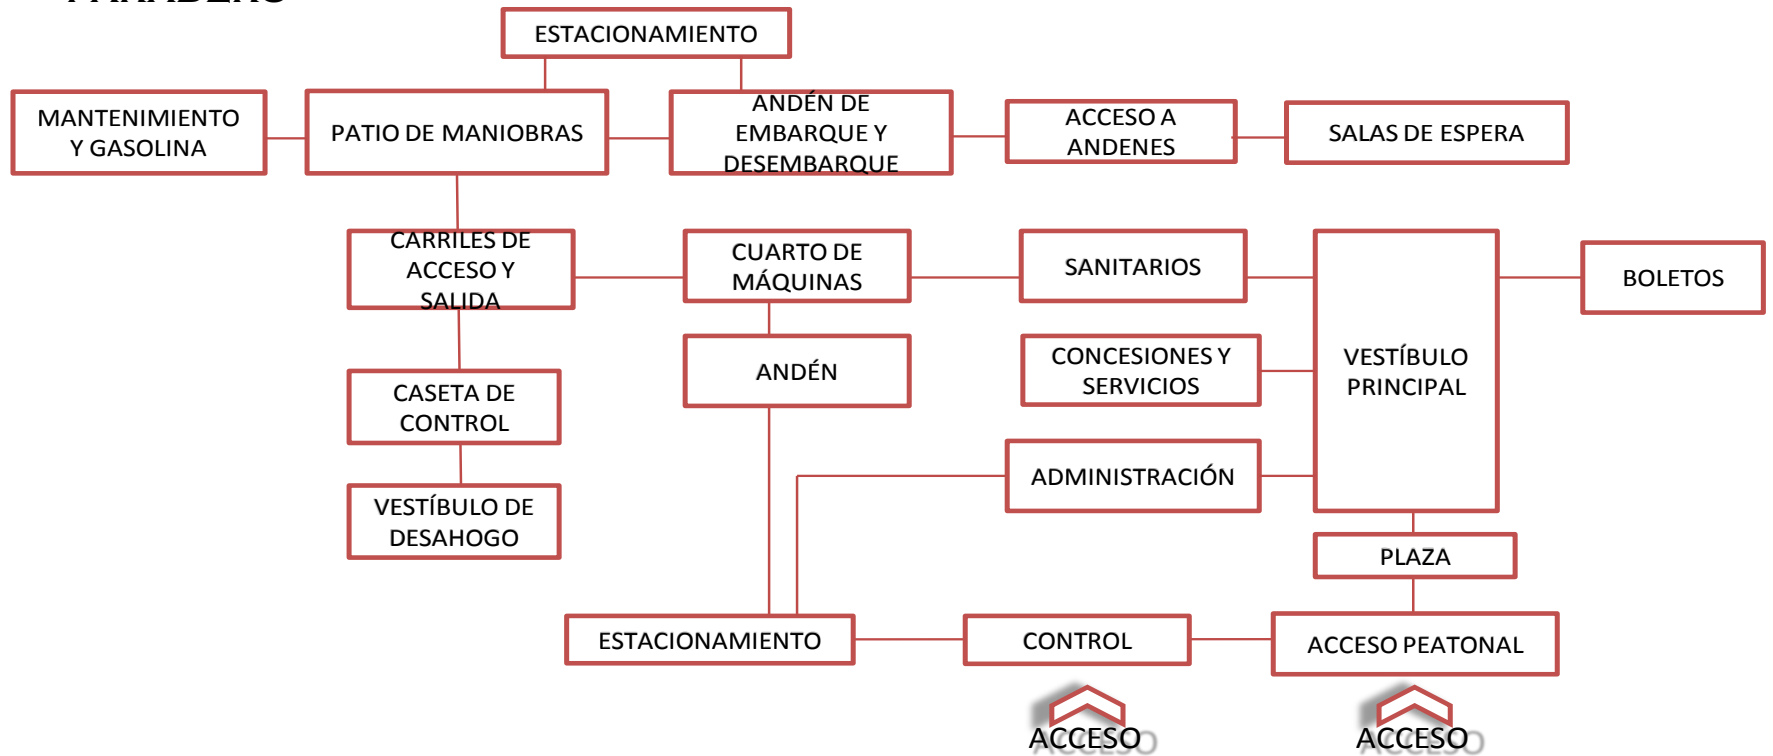 ESTACIONAMIENTO
MANTENIMIENTO
Y GASOLINA
PATIO DE MANIOBRAS
ANDÉN DE
EMBARQUE Y
DESEMBARQUE
ACCESO A
ANDENES
SALAS DE ESPERA
CARRILES DE
ACCESO Y
SALIDA
CUARTO DE
MÁQUINAS
SANITARIOS
VESTÍBULO
PRINCIPAL
BOLETOS
ANDÉN
CONCESIONES Y
SERVICIOS
CASETA DE
CONTROL
ADMINISTRACIÓN
VESTÍBULO DE
DESAHOGO
PLAZA
ESTACIONAMIENTO
CONTROL
ACCESO PEATONAL
ACCESO
ACCESO